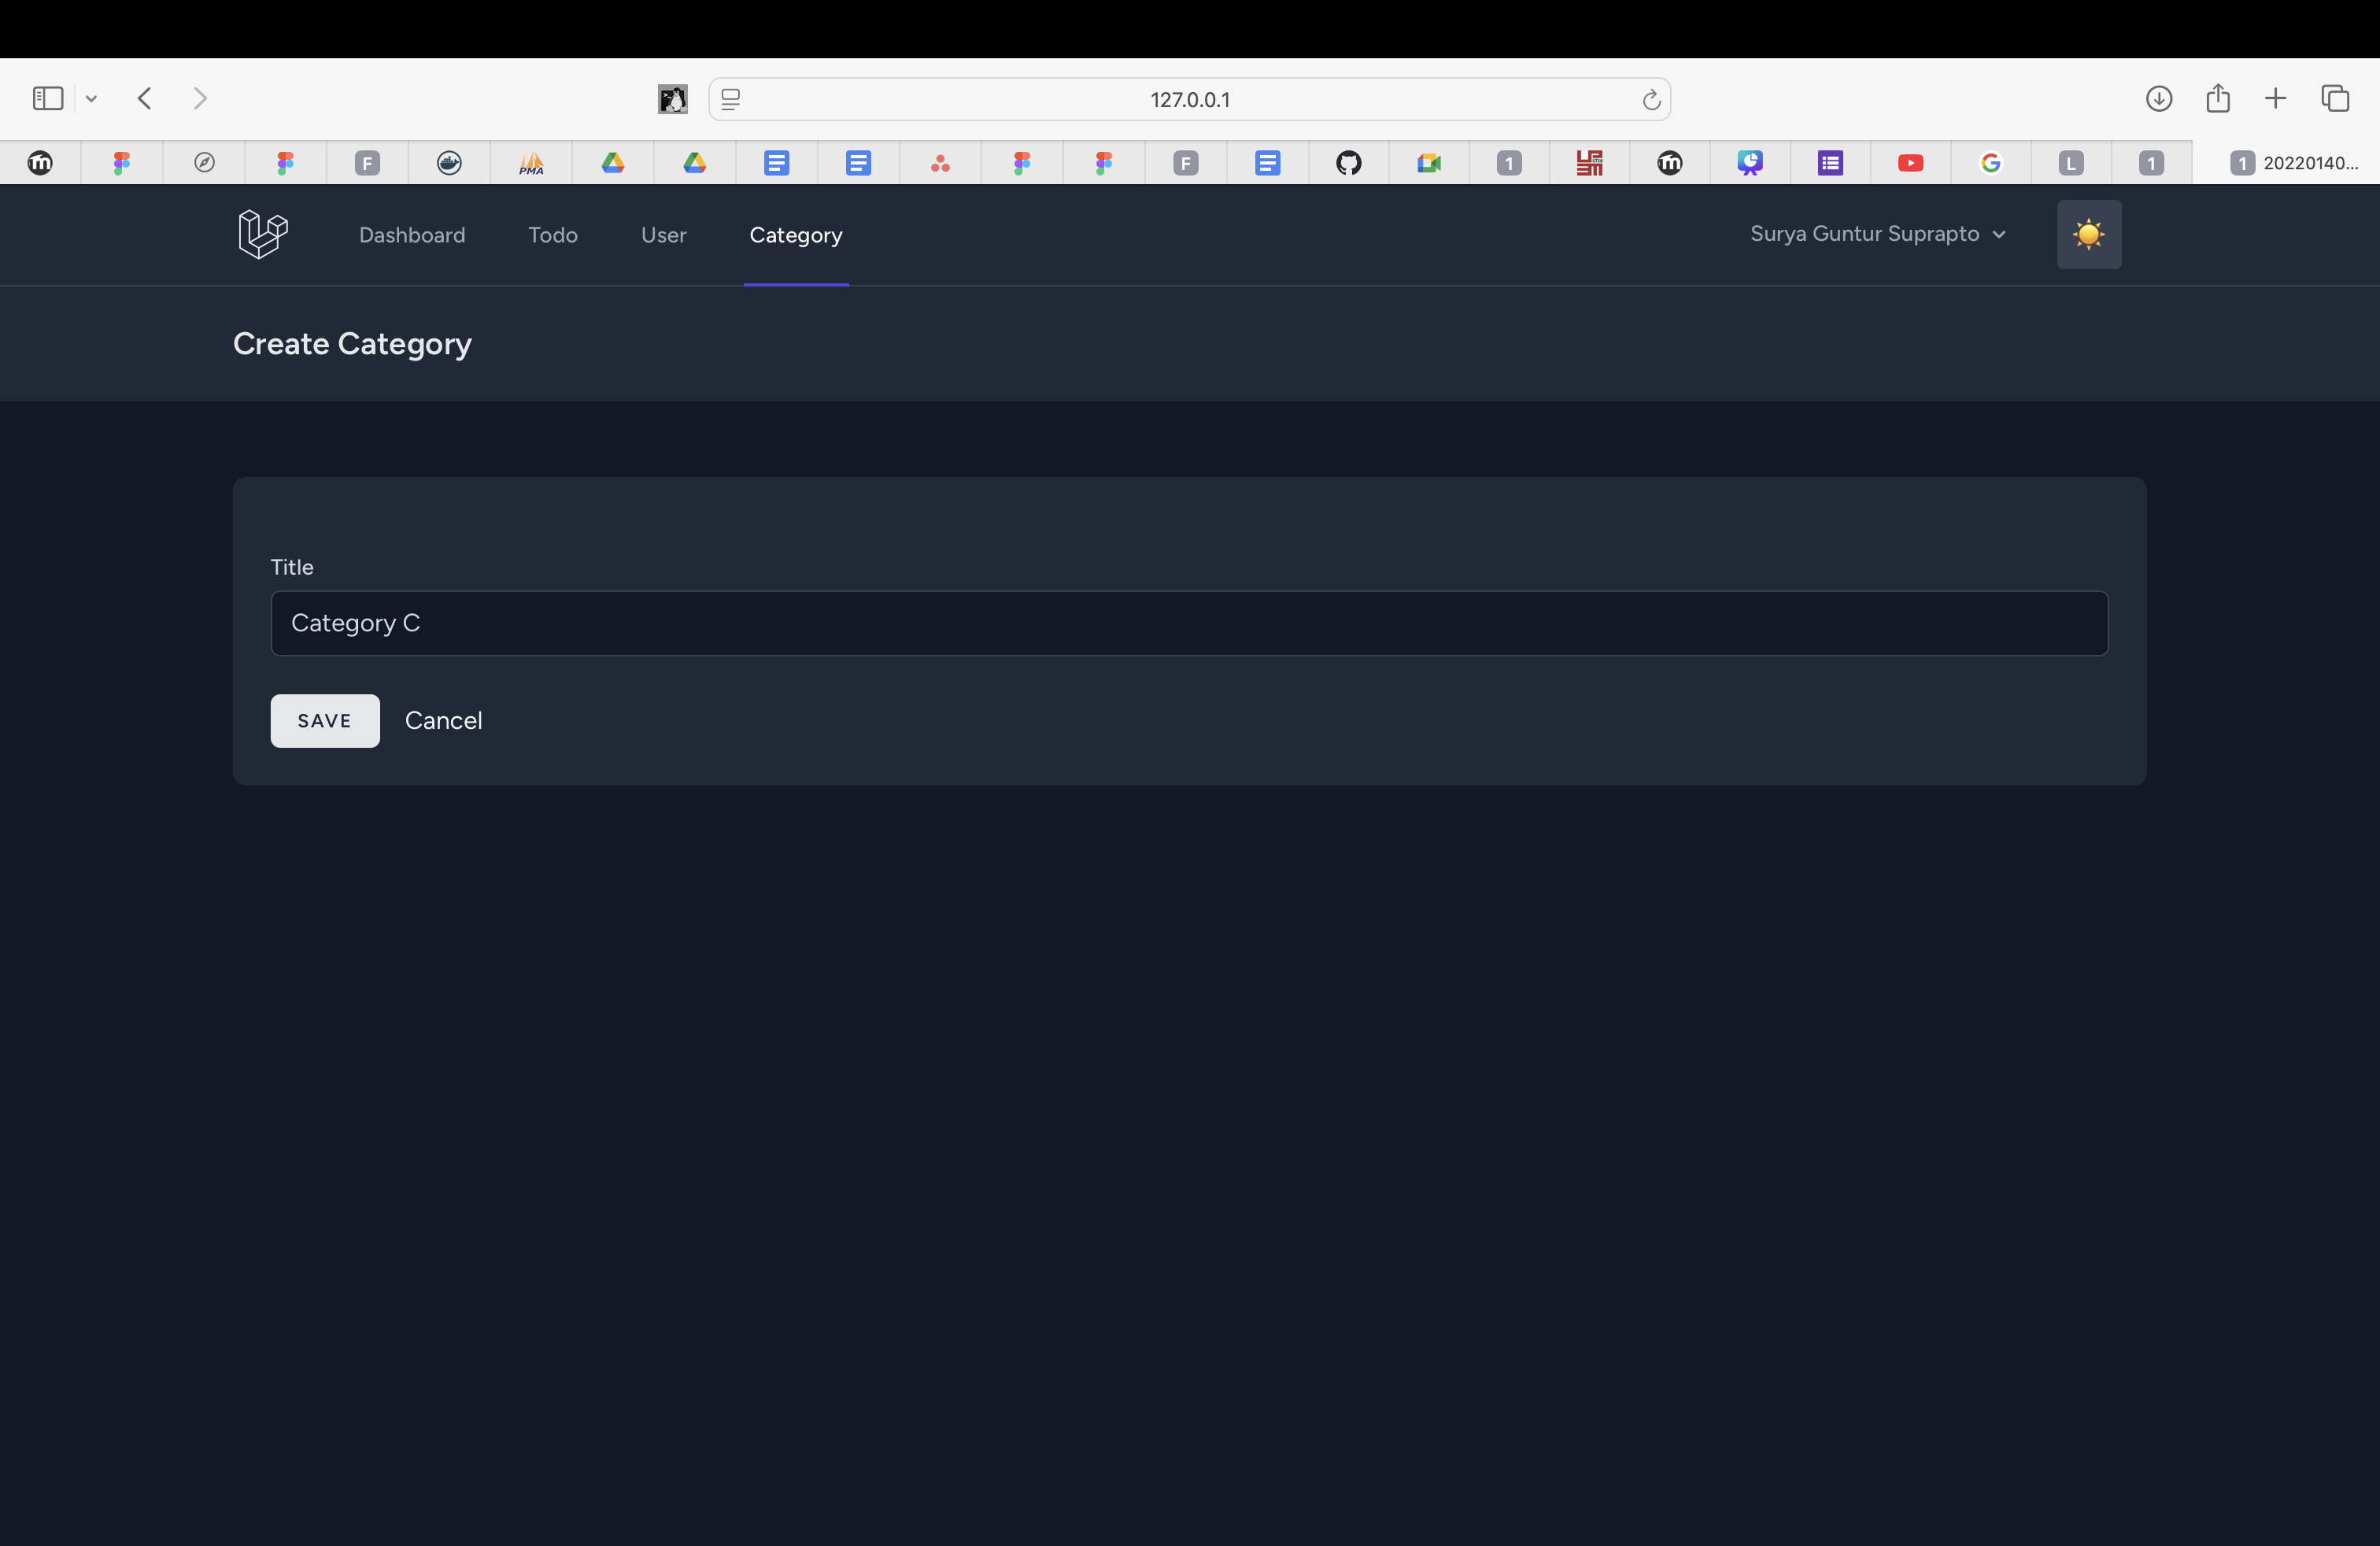 127.0.0.1
F
PMA
F
1
L
1
1 20220140...
Dashboard Todo User Category Surya Guntur Suprapto
Create Category
Title
Category C
SAVE Cancel